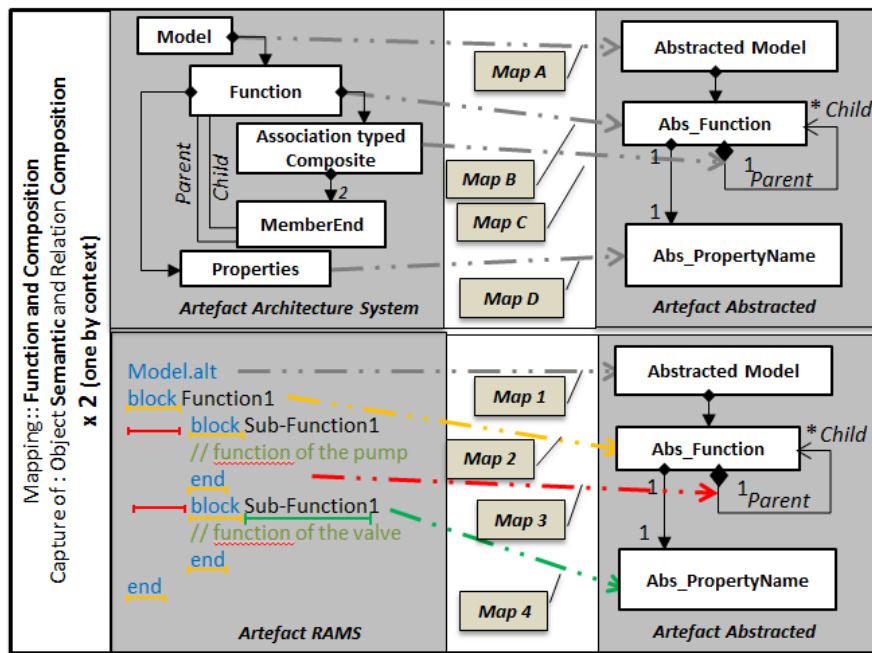 Mapping:: Function and Composition
Capture of : Object Semantic and Relation Composition
x 2 (one by context)
Model
Function
Association typed
Composite
2
Parent
Child
MemberEnd
Properties
Artefact Architecture System
Map A
Map B
Map C
Map D
Abstracted Model
Abs_Function
* Child
1
1
Parent
1
Abs_PropertyName
Artefact Abstracted
Model.alt
block Function1
block Sub-Function1
// function of the pump
end
block Sub-Function1
// function of the valve
end
end
Artefact RAMS
Map 1
Map 2
Map 3
Map 4
Abstracted Model
Abs_Function
* Child
1
1
Parent
1
Abs_PropertyName
Artefact Abstracted